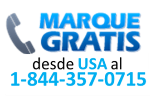 MARQUE
GRATIS
desde USA al
1-844-357-0715